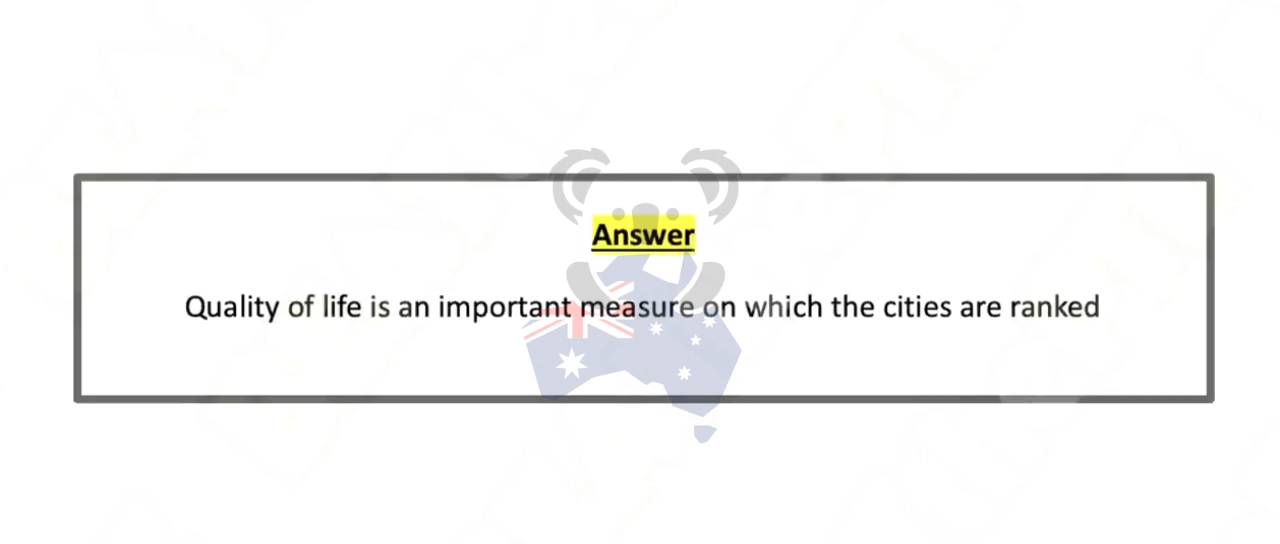 Answer
Quality of life is an important measure on which the cities are ranked